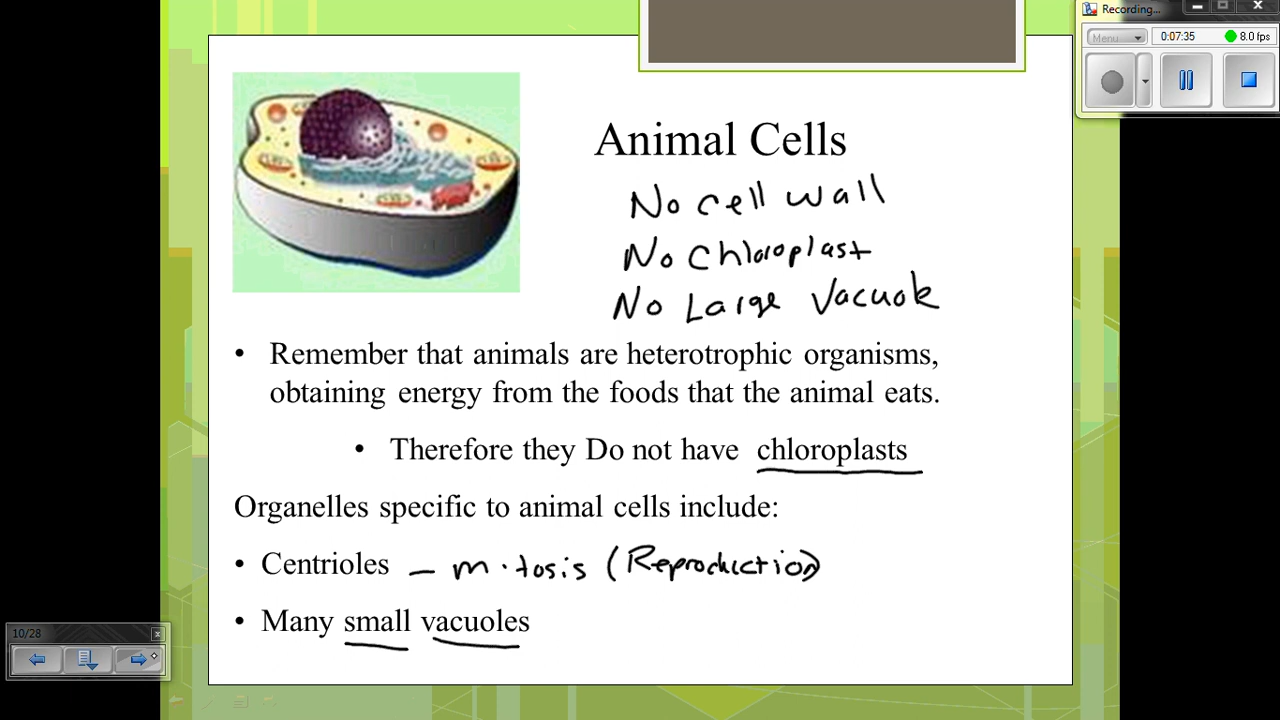 Recording...
Menu
0:07:35
8.0 fps
Animal Cells
No cell wall
No Chloroplast
No Large Vacuole
• Remember that animals are heterotrophic organisms,
obtaining energy from the foods that the animal eats.
• Therefore they Do not have chloroplasts
Organelles specific to animal cells include:
• Centrioles – mitosis (Reproduction)
• Many small vacuoles
10/28